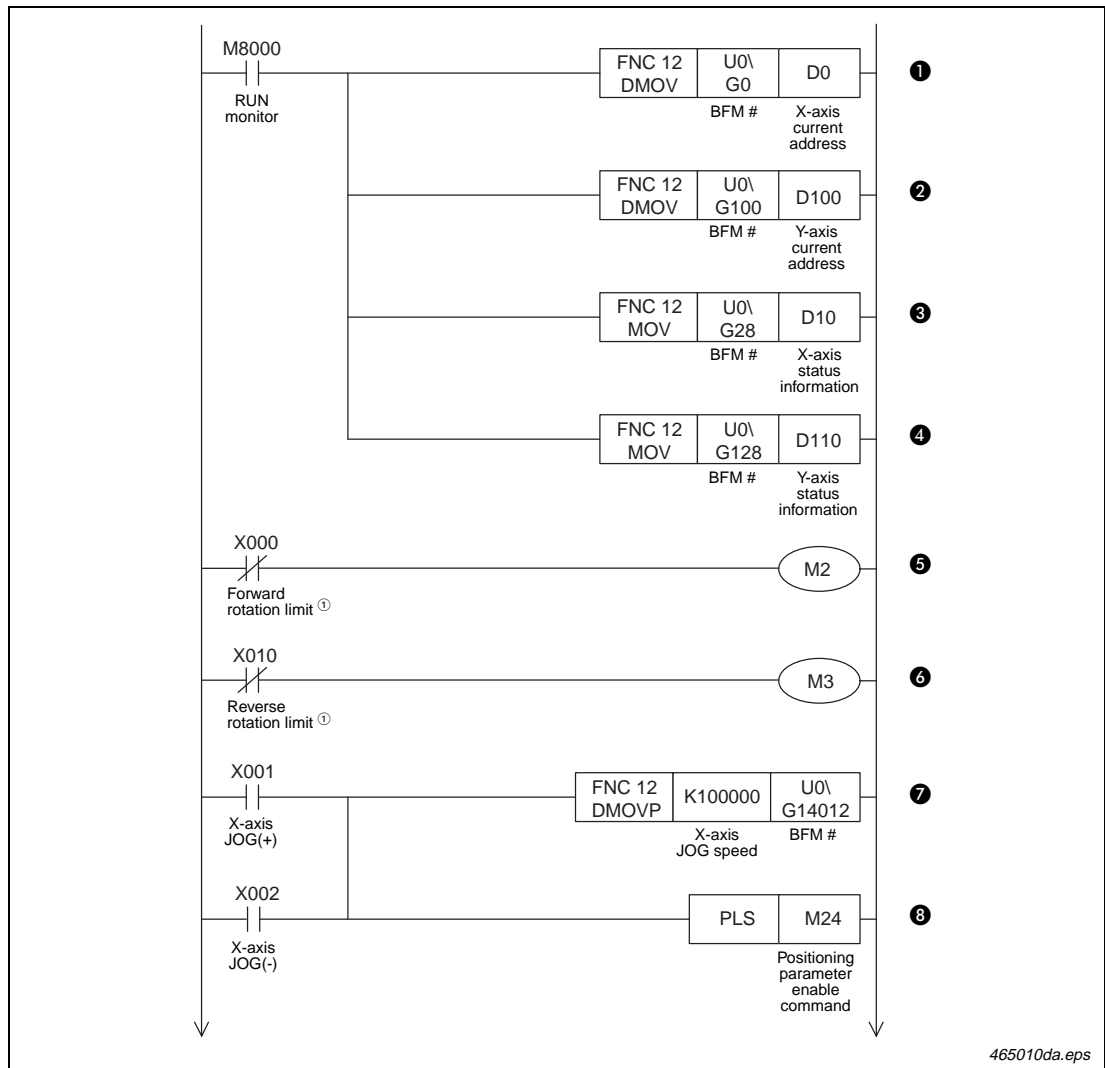 M8000
RUN
monitor
FNC 12
DMOV
U0\
G0
D0
❶
BFM #
X-axis
current
address
FNC 12
DMOV
U0\
G100
D100
❷
BFM #
Y-axis
current
address
FNC 12
MOV
U0\
G28
D10
❸
BFM #
X-axis
status
information
FNC 12
MOV
U0\
G128
D110
❹
BFM #
Y-axis
status
information
X000
Forward
rotation limit ①
M2
❺
X010
Reverse
rotation limit ①
M3
❻
X001
X-axis
JOG(+)
FNC 12
DMOVP
K100000
U0\
G14012
❼
X-axis
JOG speed
BFM #
X002
X-axis
JOG(-)
PLS
M24
❽
Positioning
parameter
enable
command
465010da.eps